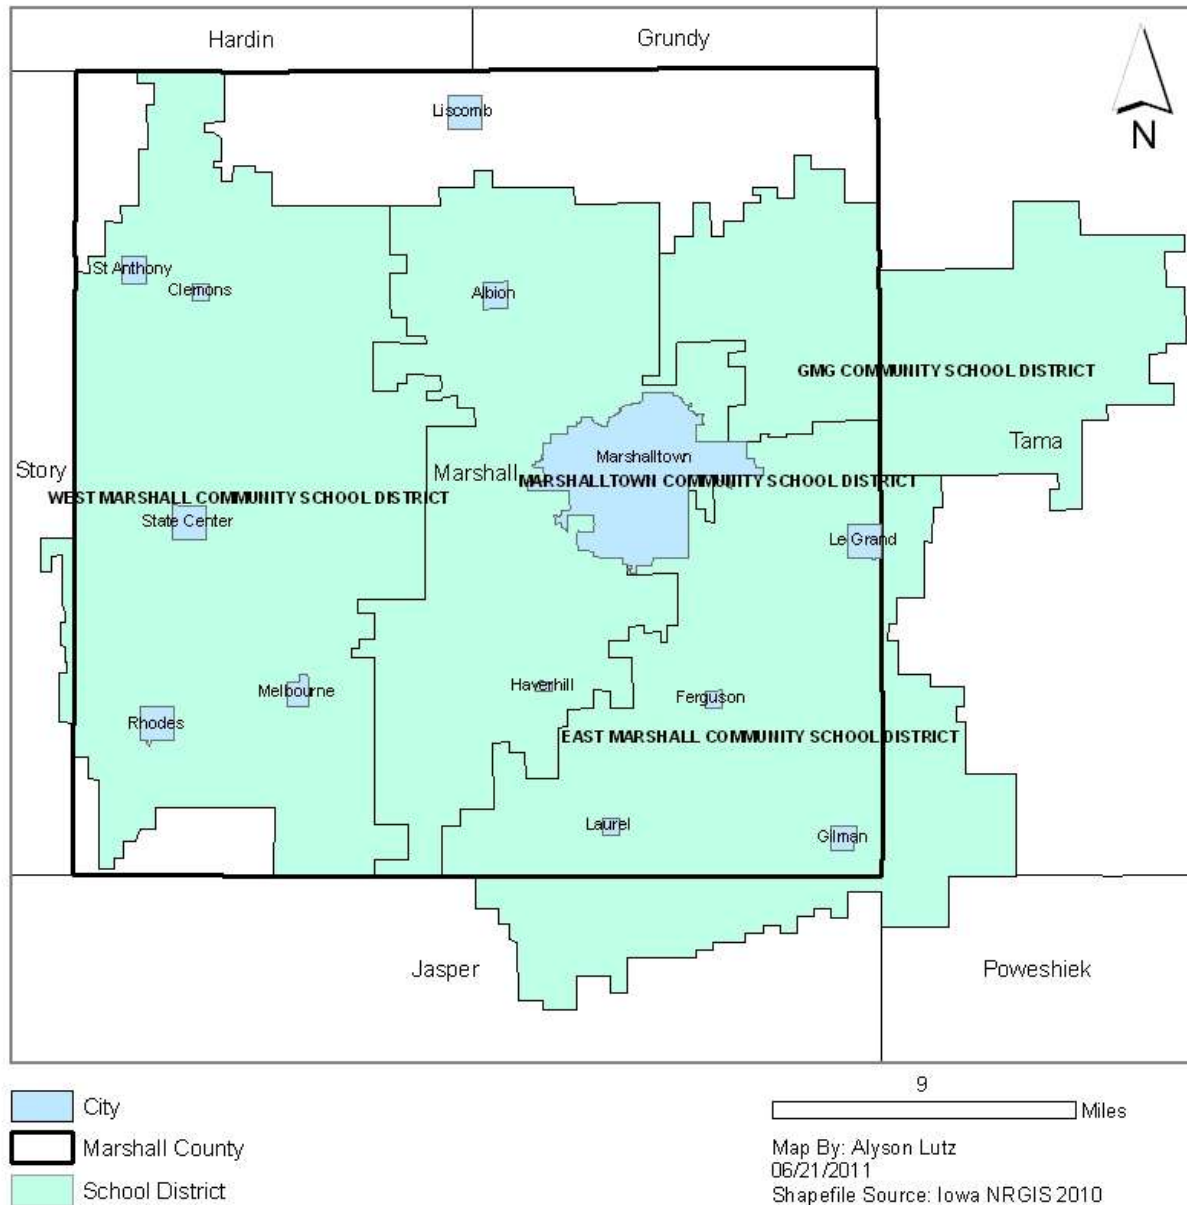 Hardin
Grundy
N
Liscomb
St Anthony
Clemons
Albion
GMG COMMUNITY SCHOOL DISTRICT
Tama
Story
Marshall
Marshalltown
MARSHALLTOWN COMMUNITY SCHOOL DISTRICT
WEST MARSHALL COMMUNITY SCHOOL DISTRICT
State Center
Le Grand
Melbourne
Haverhill
Ferguson
Rhodes
EAST MARSHALL COMMUNITY SCHOOL DISTRICT
Laurel
Gilman
Jasper
Poweshiek
City
Marshall County
School District
9
Miles
Map By: Alyson Lutz
06/21/2011
Shapefile Source: Iowa NRGIS 2010